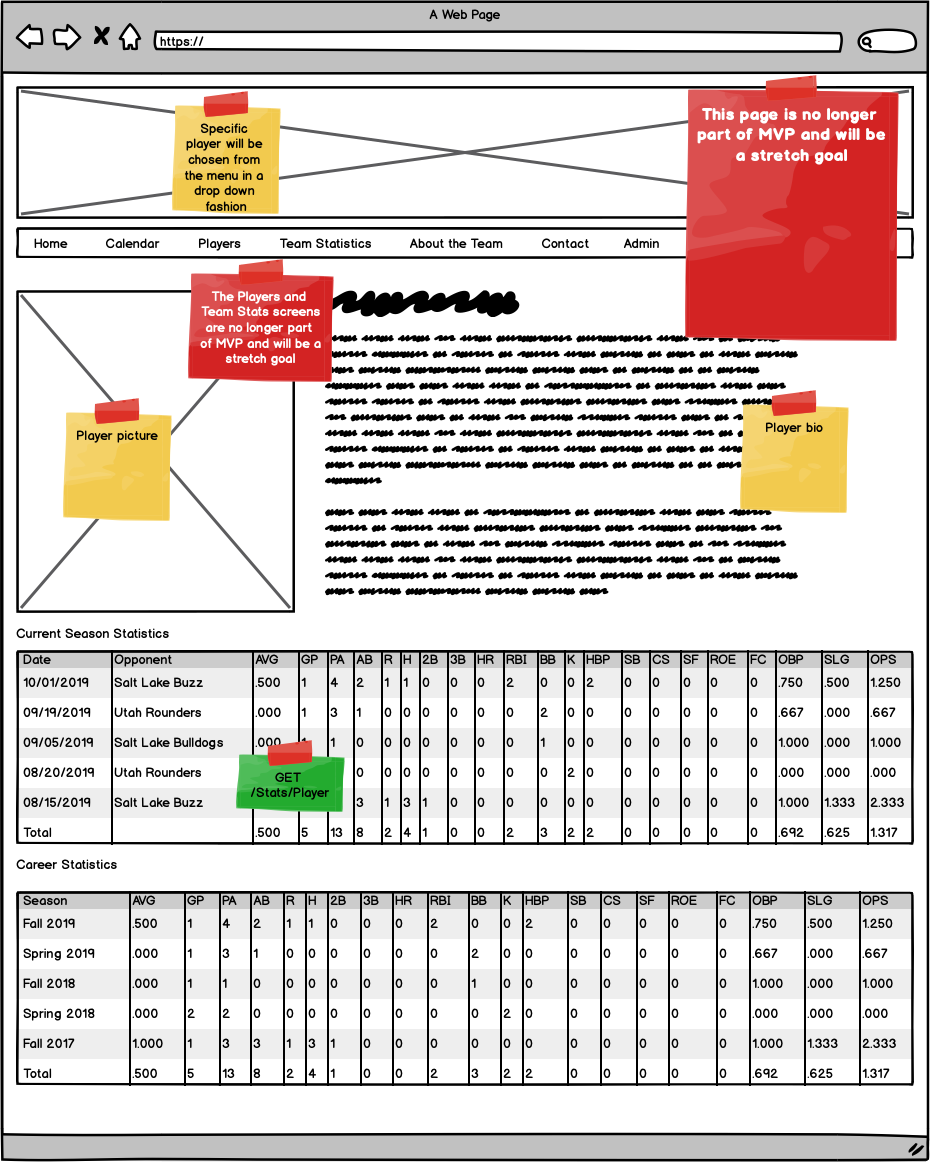 A Web Page
https://
Specific
player will be
chosen from
the menu in a
drop down
fashion
This page is no longer
part of MVP and will be
a stretch goal
Home Calendar Players Team Statistics About the Team Contact Admin
The Players and
Team Stats screens
are no longer part
of MVP and will be a
stretch goal
Player picture
Player bio
Current Season Statistics
Date Opponent AVG GP PA AB R H 2B 3B HR RBI BB K HBP SB CS SF ROE FC OBP SLG OPS
10/01/2019 Salt Lake Buzz .500 1 4 2 1 1 0 0 0 2 0 0 2 0 0 0 0 0 .750 .500 1.250
09/19/2019 Utah Rounders .000 1 3 1 0 0 0 0 0 0 2 0 0 0 0 0 0 0 .667 .000 .667
09/05/2019 Salt Lake Bulldogs .000 1 1 0 0 0 0 0 0 0 1 0 0 0 0 0 0 0 1.000 .000 1.000
08/20/2019 Utah Rounders 0 0 0 0 0 0 0 0 2 0 0 0 0 0 0 .000 .000 .000
GET
/Stats/Player
08/15/2019 Salt Lake Buzz 3 1 3 1 0 0 0 0 0 0 0 0 0 0 0 1.000 1.333 2.333
Total .500 5 13 8 2 4 1 0 0 2 3 2 2 0 0 0 0 0 .692 .625 1.317
Career Statistics
Season AVG GP PA AB R H 2B 3B HR RBI BB K HBP SB CS SF ROE FC OBP SLG OPS
Fall 2019 .500 1 4 2 1 1 0 0 0 2 0 0 2 0 0 0 0 0 .750 .500 1.250
Spring 2019 .000 1 3 1 0 0 0 0 0 0 2 0 0 0 0 0 0 0 .667 .000 .667
Fall 2018 .000 1 1 0 0 0 0 0 0 0 1 0 0 0 0 0 0 0 1.000 .000 1.000
Spring 2018 .000 2 2 0 0 0 0 0 0 0 0 2 0 0 0 0 0 0 .000 .000 .000
Fall 2017 1.000 1 3 3 1 3 1 0 0 0 0 0 0 0 0 0 0 0 1.000 1.333 2.333
Total .500 5 13 8 2 4 1 0 0 2 3 2 2 0 0 0 0 0 .692 .625 1.317